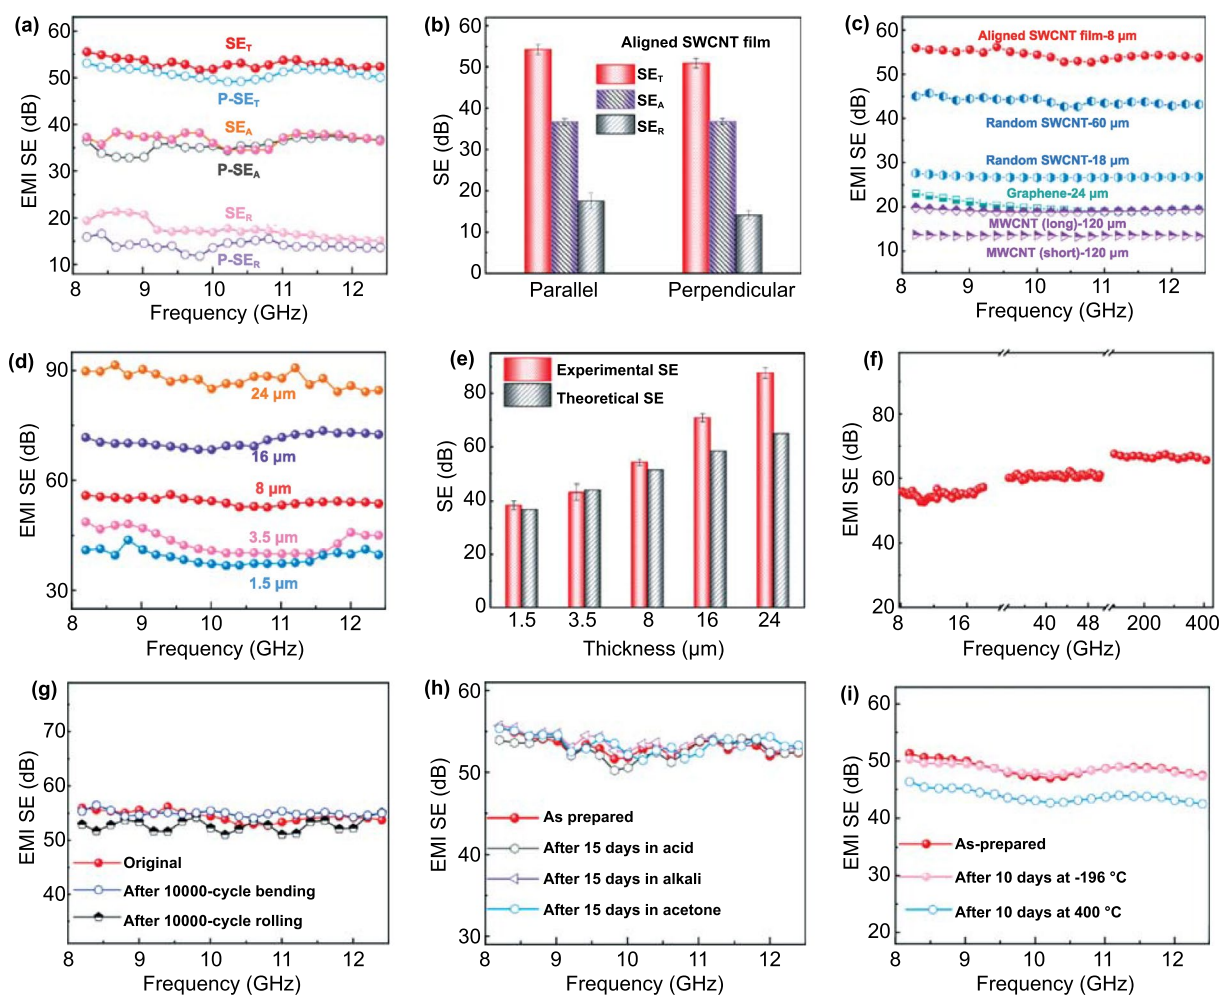 (a)
60
50
40
30
20
10
EMI SE (dB)
SET
P-SET
SEA
P-SEA
SER
P-SER
8 9 10 11 12
Frequency (GHz)
(b)
60
50
40
30
20
10
0
SE (dB)
Aligned SWCNT film
SET
SEA
SER
Parallel Perpendicular
(c)
60
50
40
30
20
10
EMI SE (dB)
Aligned SWCNT film-8 μm
Random SWCNT-60 μm
Random SWCNT-18 μm
Graphene-24 μm
MWCNT (long)-120 μm
MWCNT (short)-120 μm
8 9 10 11 12
Frequency (GHz)
(d)
90
60
30
EMI SE (dB)
24 μm
16 μm
8 μm
3.5 μm
1.5 μm
8 9 10 11 12
Frequency (GHz)
(e)
80
60
40
20
0
SE (dB)
Experimental SE
Theoretical SE
1.5 3.5 8 16 24
Thickness (μm)
(f)
80
60
40
20
EMI SE (dB)
8 16 40 48 200 400
Frequency (GHz)
(g)
70
60
50
40
EMI SE (dB)
Original
After 10000-cycle bending
After 10000-cycle rolling
8 9 10 11 12
Frequency (GHz)
(h)
60
50
40
30
EMI SE (dB)
As prepared
After 15 days in acid
After 15 days in alkali
After 15 days in acetone
8 9 10 11 12
Frequency (GHz)
(i)
60
50
40
30
20
EMI SE (dB)
As-prepared
After 10 days at -196 °C
After 10 days at 400 °C
8 9 10 11 12
Frequency (GHz)